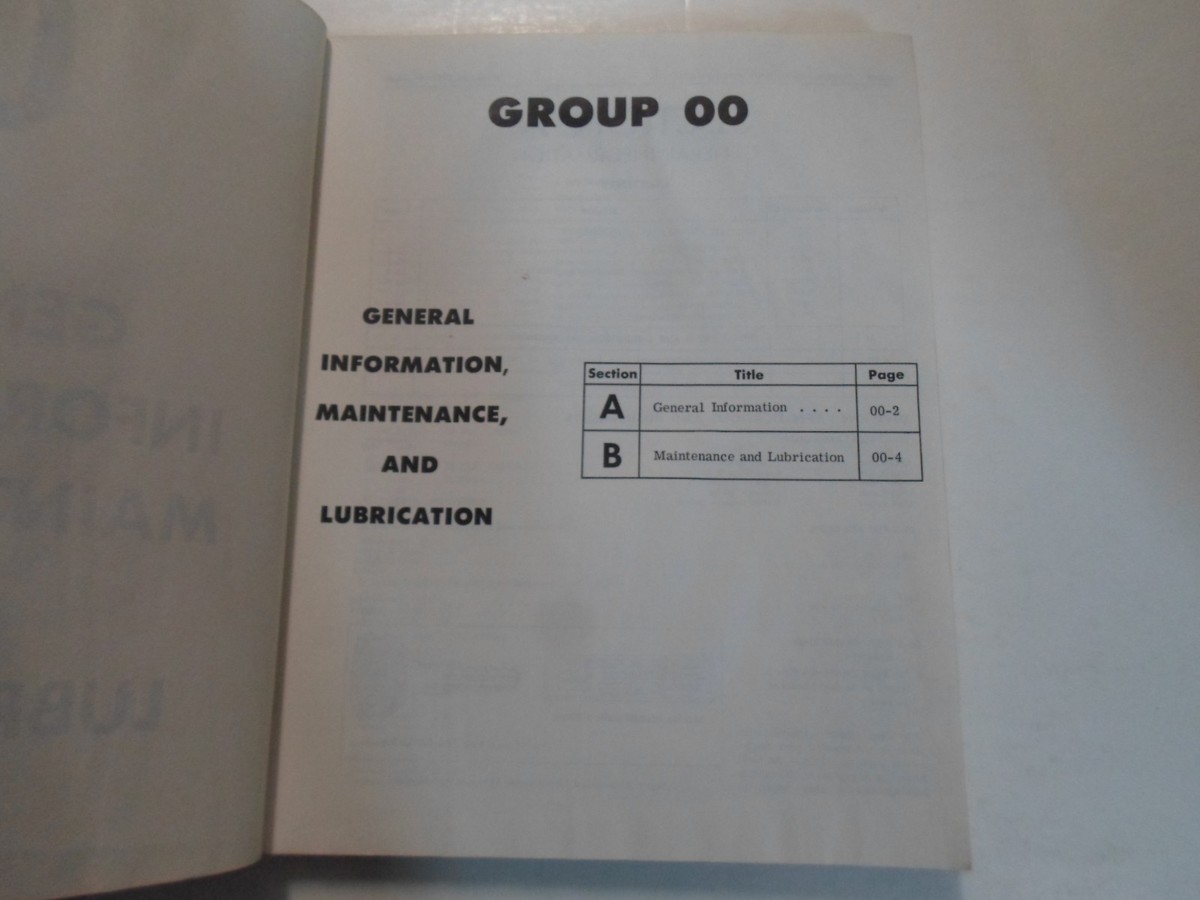 GROUP 00
GENERAL
INFORMATION,
MAINTENANCE,
AND
LUBRICATION
Section Title Page
A General Information . . . . 00-2
B Maintenance and Lubrication 00-4